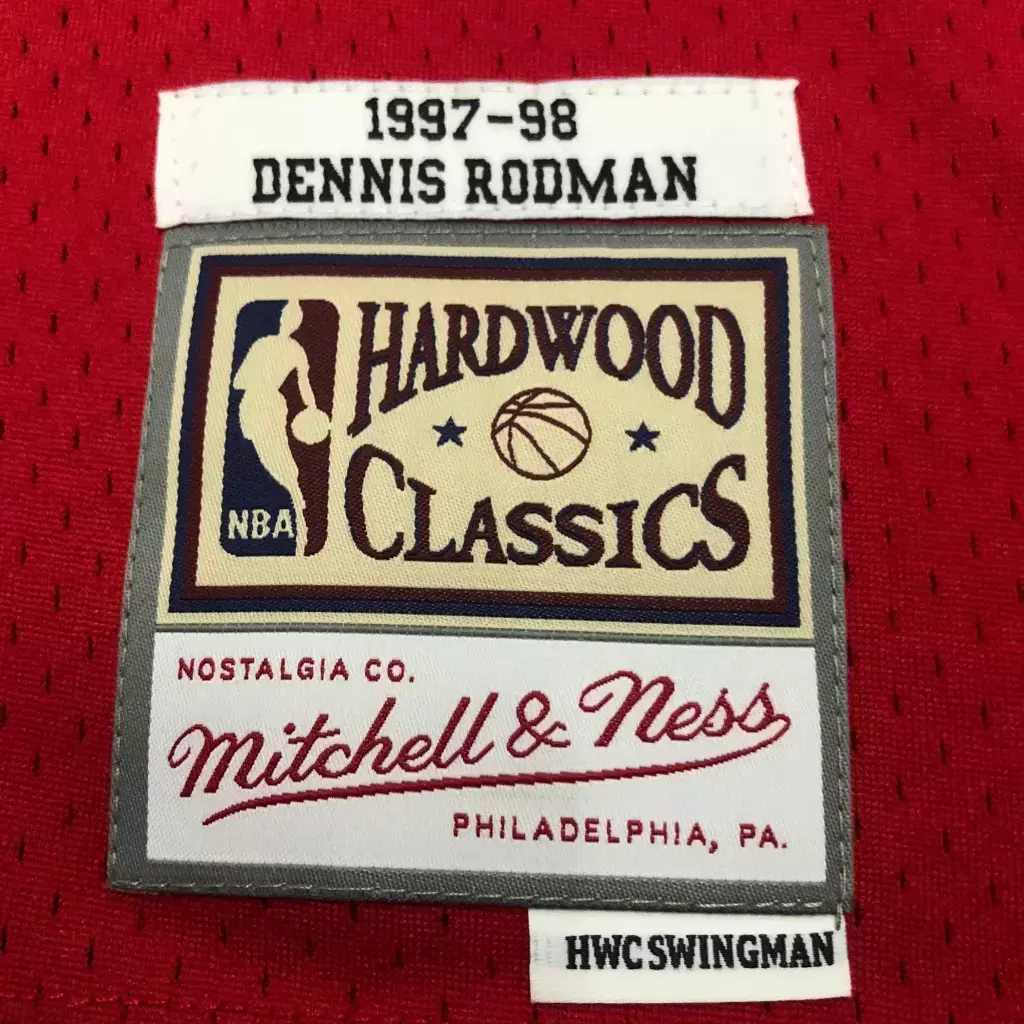 1997-98
DENNIS RODMAN
HARDWOOD
CLASSICS
NBA
NOSTALGIA CO.
Mitchell & Ness
PHILADELPHIA, PA.
HWC SWINGMAN